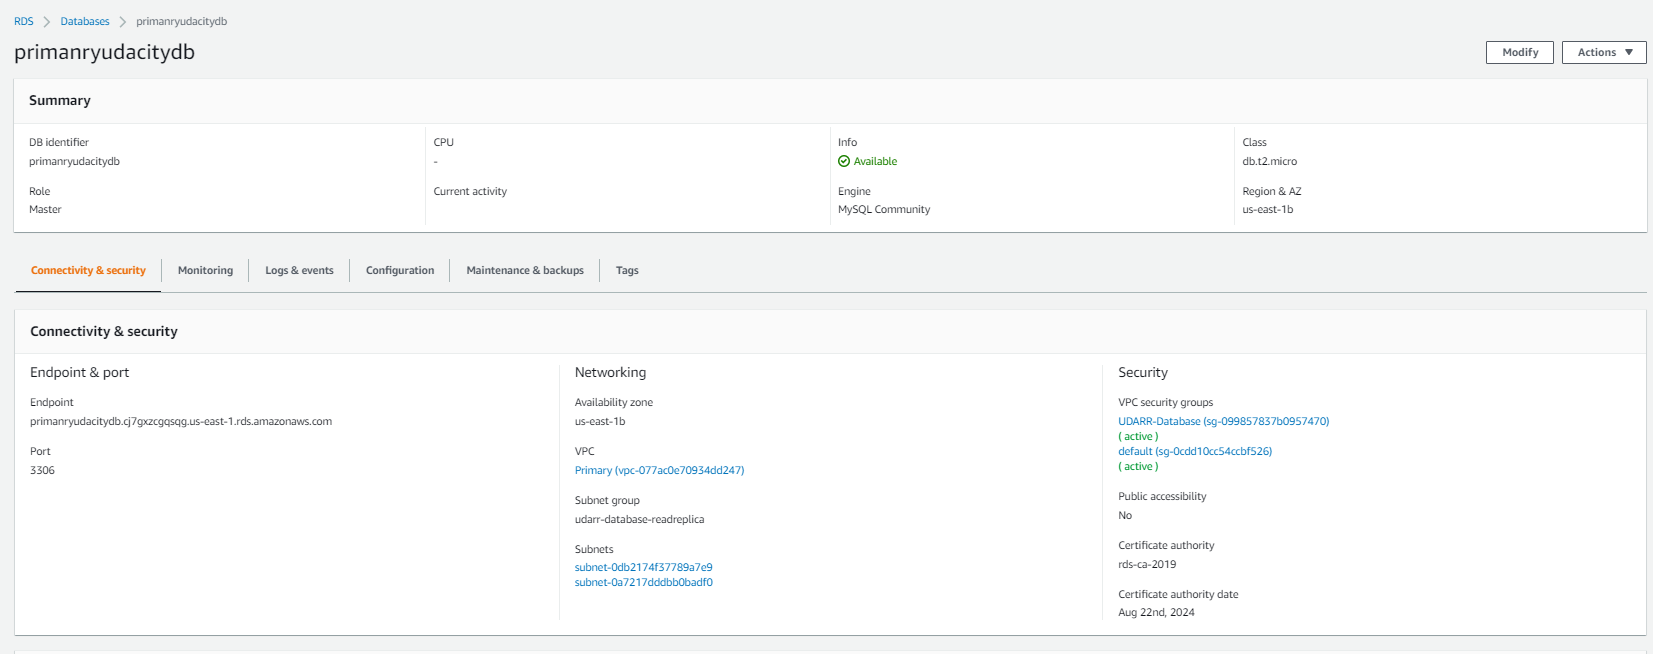 RDS > Databases > primanryudacitydb
primanryudacitydb
Modify
Actions
Summary
DB identifier
primanryudacitydb
Role
Master
CPU
-
Current activity
Info
Available
Engine
MySQL Community
Class
db.t2.micro
Region & AZ
us-east-1b
Connectivity & security
Monitoring
Logs & events
Configuration
Maintenance & backups
Tags
Connectivity & security
Endpoint & port
Endpoint
primanryudacitydb.cj7gxzcgqsqg.us-east-1.rds.amazonaws.com
Port
3306
Networking
Availability zone
us-east-1b
VPC
Primary (vpc-077ac0e70934dd247)
Subnet group
udarr-database-readreplica
Subnets
subnet-0db2174f37789a7e9
subnet-0a7217dddbb0badf0
Security
VPC security groups
UDARR-Database (sg-099857837b0957470)
( active )
default (sg-0cdd10cc54ccbf526)
( active )
Public accessibility
No
Certificate authority
rds-ca-2019
Certificate authority date
Aug 22nd, 2024